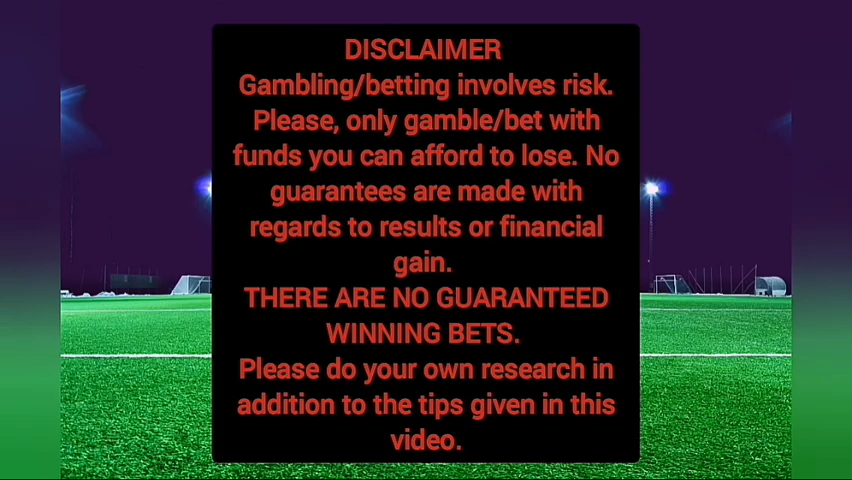 DISCLAIMER
Gambling/betting involves risk.
Please, only gamble/bet with
funds you can afford to lose. No
guarantees are made with
regards to results or financial
gain.
THERE ARE NO GUARANTEED
WINNING BETS.
Please do your own research in
addition to the tips given in this
video.